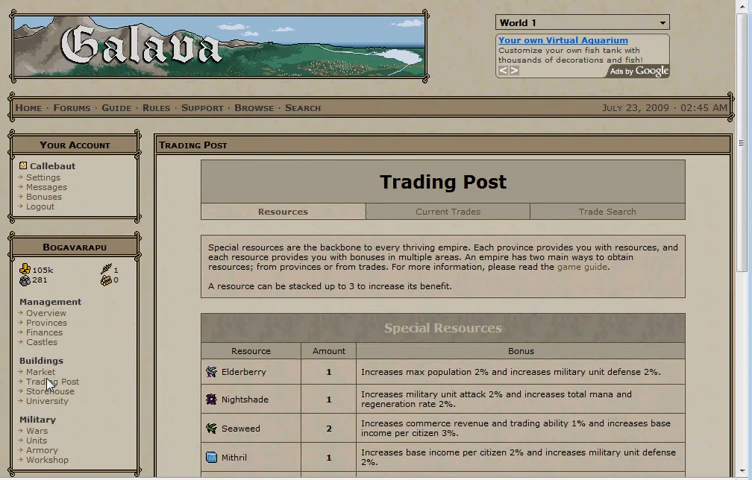 Galava
World 1
Your own Virtual Aquarium
Customize your own fish tank with
thousands of decorations and fish!
Ads by Google
Home · Forums · Guide · Rules · Support · Browse · Search
July 23, 2009 · 02:45 AM
Your Account
Callebaut
Settings
Messages
Bonuses
Logout
Bogavarapu
105k 1
281 0
Management
Overview
Provinces
Finances
Castles
Buildings
Market
Trading Post
Storehouse
University
Military
Wars
Units
Armory
Workshop
Trading Post
Trading Post
Resources Current Trades Trade Search
Special resources are the backbone to every thriving empire. Each province provides you with resources, and
each resource provides you with bonuses in multiple areas. An empire has two main ways to obtain
resources; from provinces or from trades. For more information, please read the game guide.
A resource can be stacked up to 3 to increase its benefit.
Special Resources
Resource Amount Bonus
Elderberry 1 Increases max population 2% and increases military unit defense 2%.
Nightshade 1 Increases military unit attack 2% and increases total mana and
regeneration rate 2%.
Seaweed 2 Increases commerce revenue and trading ability 1% and increases base
income per citizen 3%.
Mithril 1 Increases base income per citizen 2% and increases military unit defense
2%.